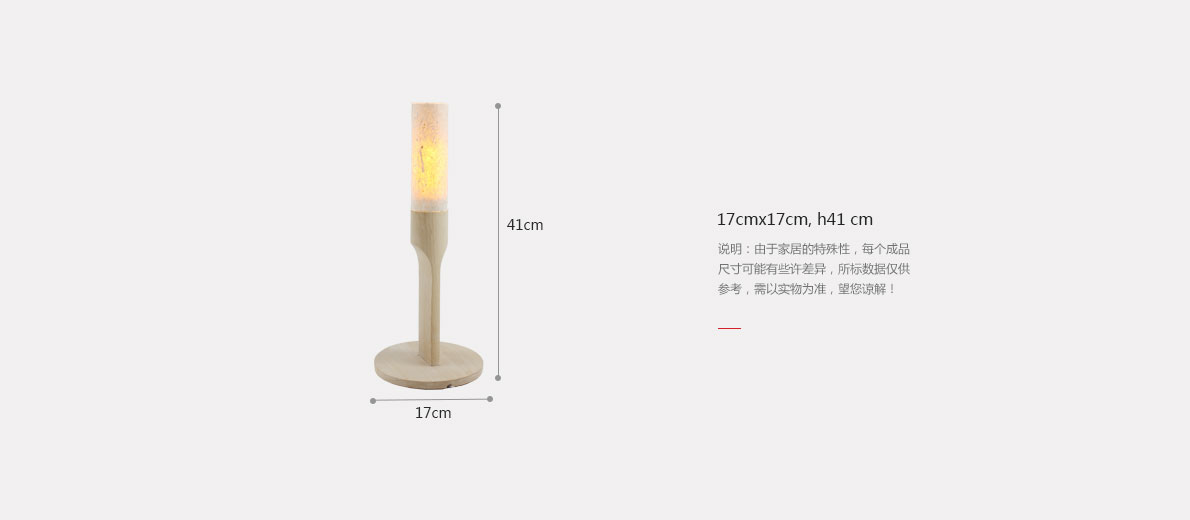 41cm
17cm
17cmx17cm, h41 cm
说明：由于家居的特殊性，每个成品
尺寸可能有些许差异，所标数据仅供
参考，需以实物为准，望您谅解！